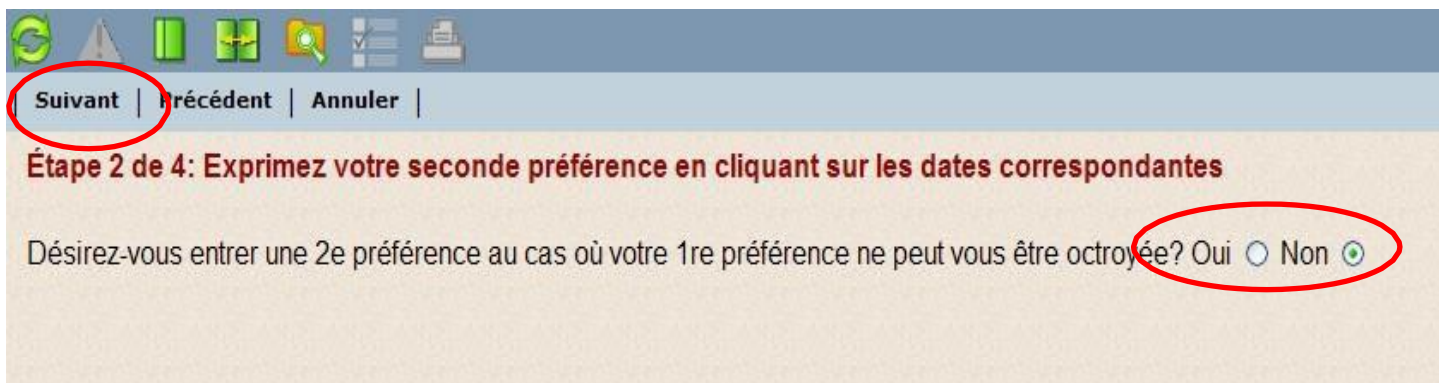 Suivant | Précédent | Annuler |
Étape 2 de 4: Exprimez votre seconde préférence en cliquant sur les dates correspondantes
Désirez-vous entrer une 2e préférence au cas où votre 1re préférence ne peut vous être octroyée? Oui Non